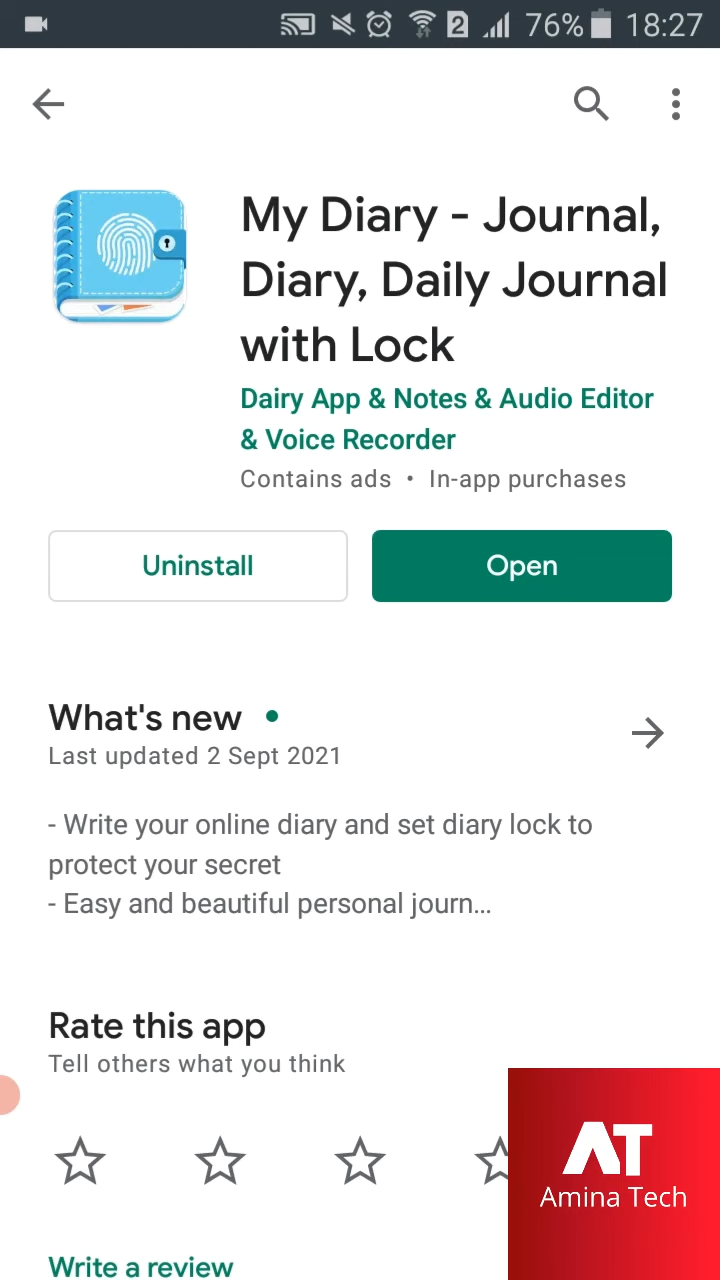 2 76% 18:27
My Diary - Journal,
Diary, Daily Journal
with Lock
Dairy App & Notes & Audio Editor
& Voice Recorder
Contains ads • In-app purchases
Uninstall Open
What's new
Last updated 2 Sept 2021
- Write your online diary and set diary lock to
protect your secret
- Easy and beautiful personal journ...
Rate this app
Tell others what you think
AT
Amina Tech
Write a review